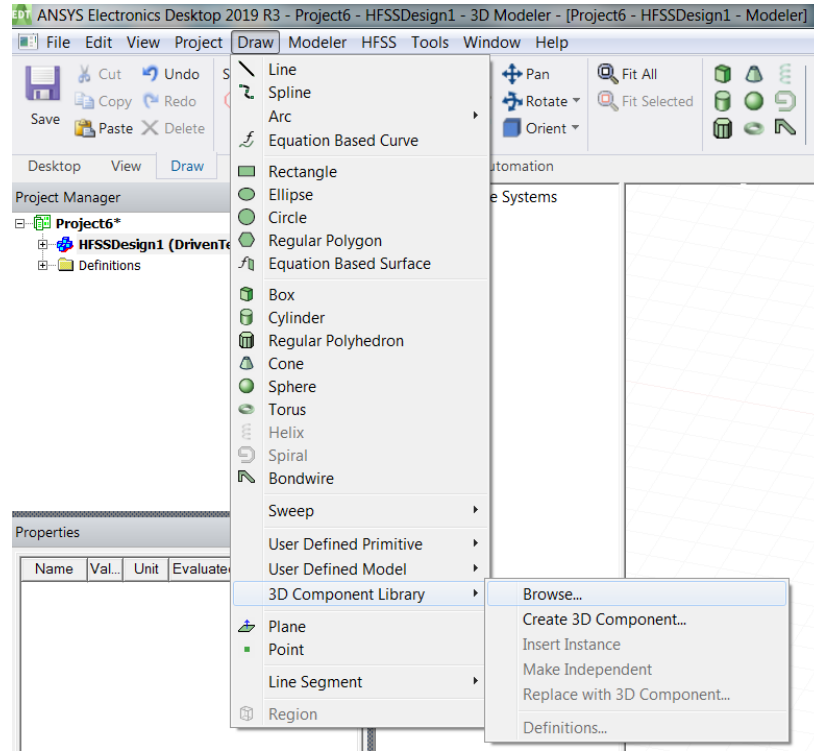 EDT ANSYS Electronics Desktop 2019 R3 - Project6 - HFSSDesign1 - 3D Modeler - [Project6 - HFSSDesign1 - Modeler]
File Edit View Project Draw Modeler HFSS Tools Window Help
Save
Cut Undo S
Copy Redo
Paste Delete
Pan Fit All
Rotate Fit Selected
Orient
Desktop View Draw utomation
Project Manager
Project6*
HFSSDesign1 (DrivenTe
Definitions
e Systems
Line
Spline
Arc
Equation Based Curve
Rectangle
Ellipse
Circle
Regular Polygon
Equation Based Surface
Box
Cylinder
Regular Polyhedron
Cone
Sphere
Torus
Helix
Spiral
Bondwire
Sweep
User Defined Primitive
User Defined Model
3D Component Library
Plane
Point
Line Segment
Region
Browse...
Create 3D Component...
Insert Instance
Make Independent
Replace with 3D Component...
Definitions...
Properties
Name Val... Unit Evaluate